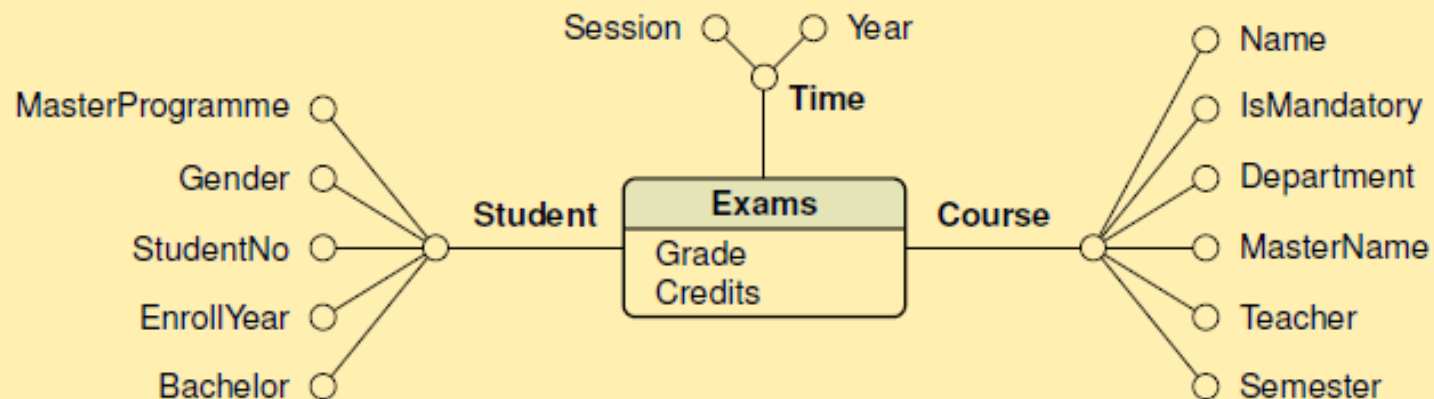 Session
Year
Time
MasterProgramme
Gender
StudentNo
EnrollYear
Bachelor
Student
Exams
Grade
Credits
Course
Name
IsMandatory
Department
MasterName
Teacher
Semester